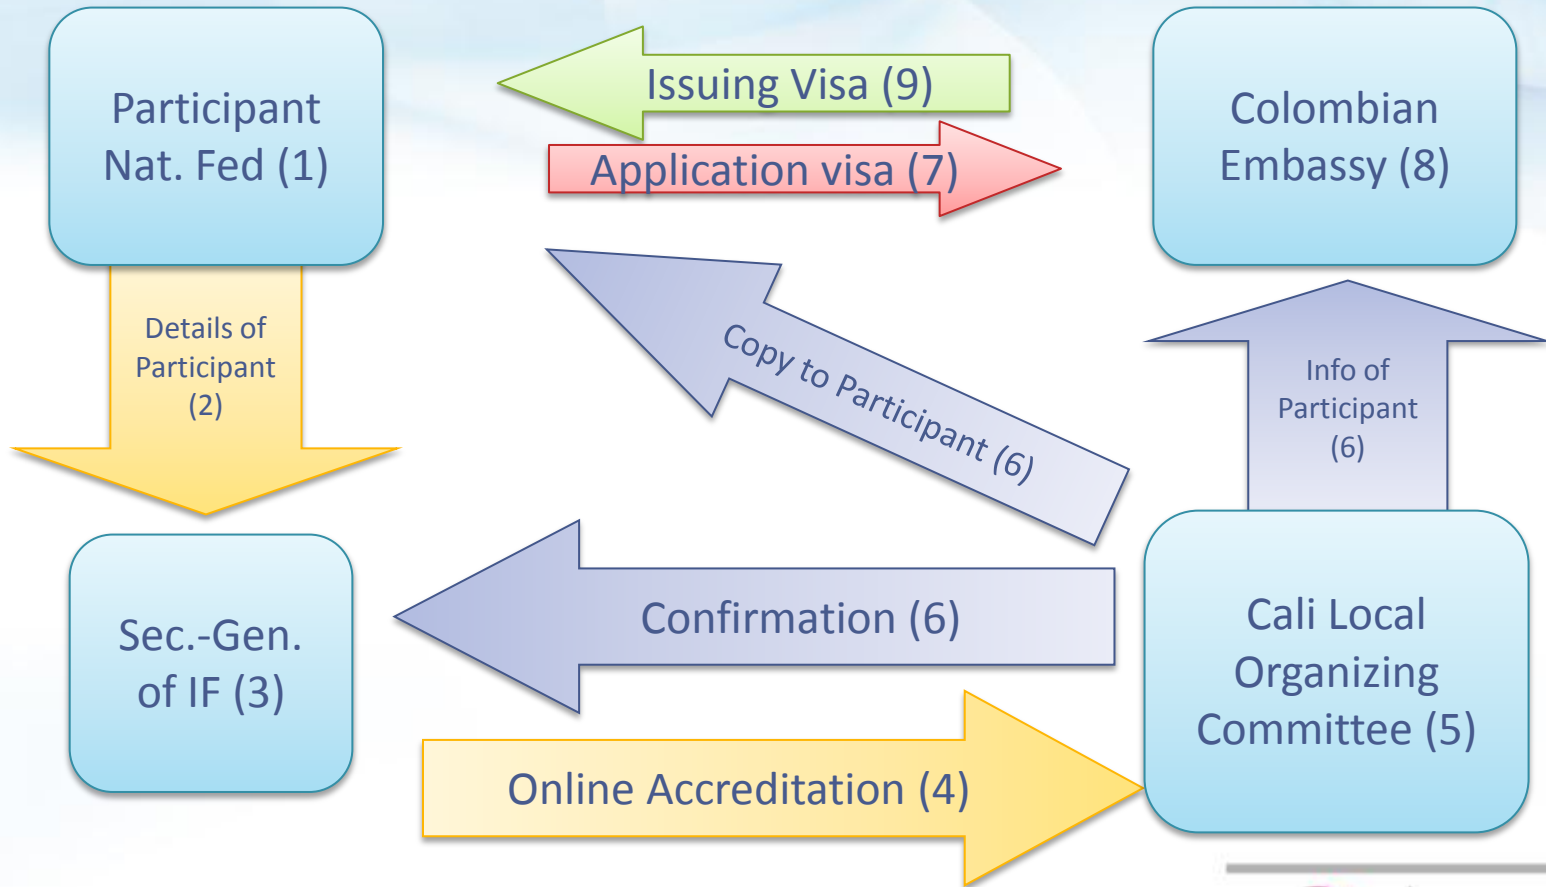 Participant
Nat. Fed (1)
Issuing Visa (9)
Application visa (7)
Colombian
Embassy (8)
Details of
Participant
(2)
Copy to Participant (6)
Info of
Participant
(6)
Sec.-Gen.
of IF (3)
Confirmation (6)
Online Accreditation (4)
Cali Local
Organizing
Committee (5)